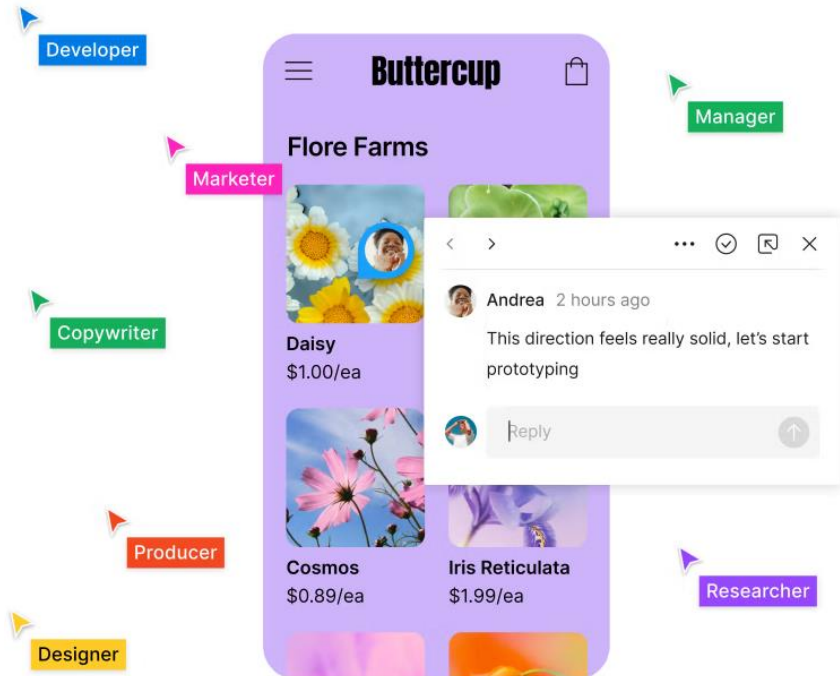 Developer
Buttercup
Manager
Flore Farms
Marketer
Andrea 2 hours ago
This direction feels really solid, let's start
prototyping
Copywriter
Daisy
$1.00/ea
Reply
Producer
Cosmos
$0.89/ea
Iris Reticulata
$1.99/ea
Researcher
Designer